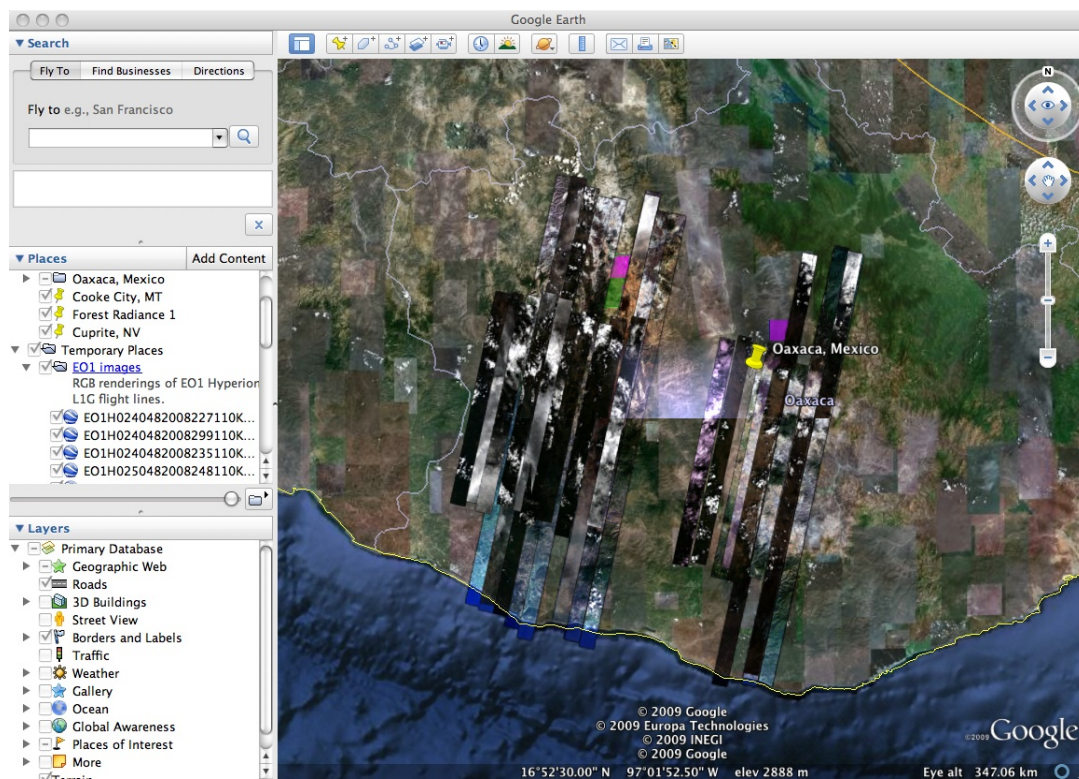 Google Earth
Search
Fly To
Find Businesses
Directions
Fly to e.g., San Francisco
Places
Add Content
Oaxaca, Mexico
Cooke City, MT
Forest Radiance 1
Cuprite, NV
Temporary Places
EO1 images
RGB renderings of EO1 Hyperion
L1G flight lines.
EO1H0240482008227110K...
EO1H0240482008299110K...
EO1H0240482008235110K...
EO1H0250482008248110K...
Layers
Primary Database
Geographic Web
Roads
3D Buildings
Street View
Borders and Labels
Traffic
Weather
Gallery
Ocean
Global Awareness
Places of Interest
More
Terrain
N
Oaxaca, Mexico
Oaxaca
© 2009 Google
© 2009 Europa Technologies
© 2009 INEGI
© 2009 Google
©2009 Google
16°52'30.00" N 97°01'52.50" W elev 2888 m Eye alt 347.06 km